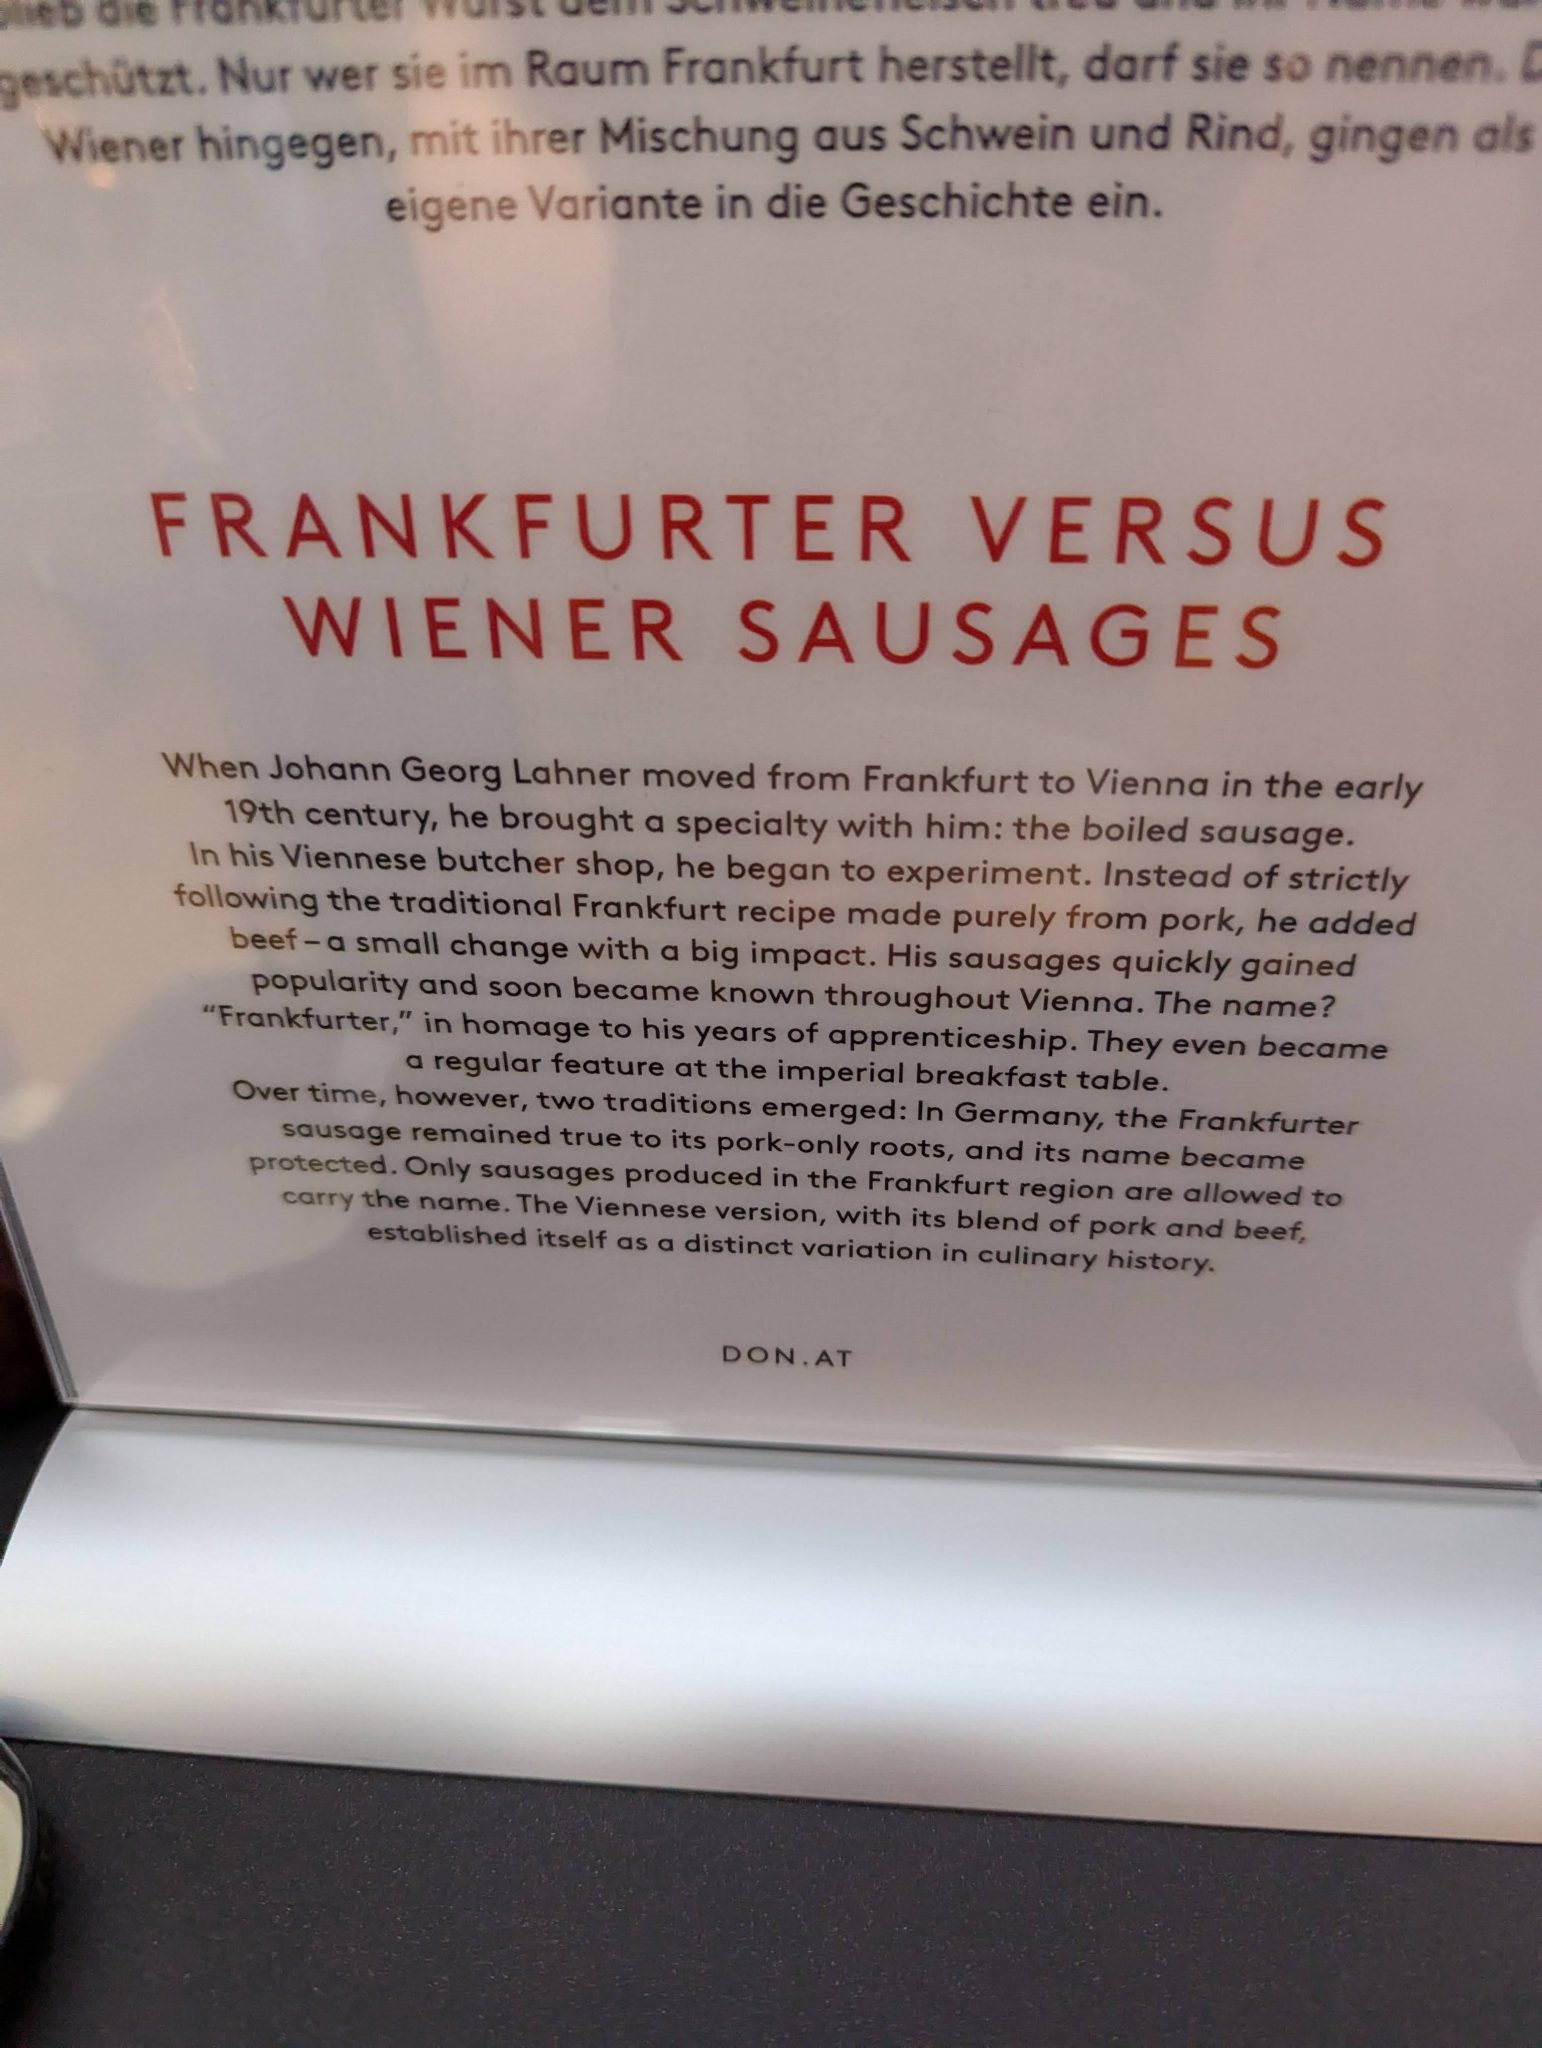 die Frankfurter Wurst dem Schweinefleisch treu und ihr Name
geschützt. Nur wer sie im Raum Frankfurt herstellt, darf sie so nennen.
Wiener hingegen, mit ihrer Mischung aus Schwein und Rind, gingen als
eigene Variante in die Geschichte ein.
FRANKFURTER VERSUS
WIENER SAUSAGES
When Johann Georg Lahner moved from Frankfurt to Vienna in the early
19th century, he brought a specialty with him: the boiled sausage.
In his Viennese butcher shop, he began to experiment. Instead of strictly
following the traditional Frankfurt recipe made purely from pork, he added
beef – a small change with a big impact. His sausages quickly gained
popularity and soon became known throughout Vienna. The name?
“Frankfurter,” in homage to his years of apprenticeship. They even became
a regular feature at the imperial breakfast table.
Over time, however, two traditions emerged: In Germany, the Frankfurter
sausage remained true to its pork-only roots, and its name became
protected. Only sausages produced in the Frankfurt region are allowed to
carry the name. The Viennese version, with its blend of pork and beef,
established itself as a distinct variation in culinary history.
DON.AT